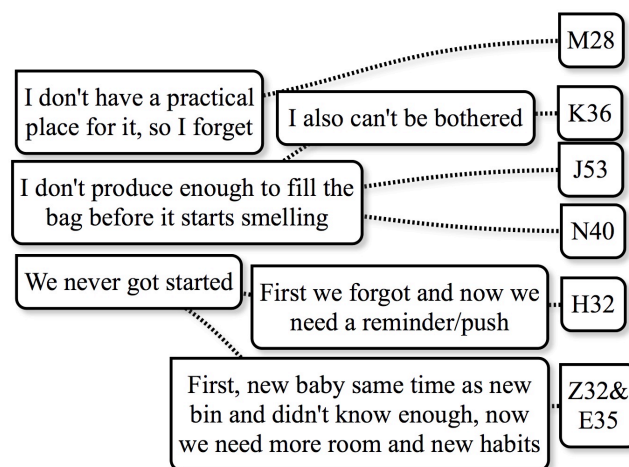 M28
I don't have a practical
place for it, so I forget
I also can't be bothered
K36
I don't produce enough to fill the
bag before it starts smelling
J53
N40
We never got started
First we forgot and now we
need a reminder/push
H32
First, new baby same time as new
bin and didn't know enough, now
we need more room and new habits
Z32&
E35